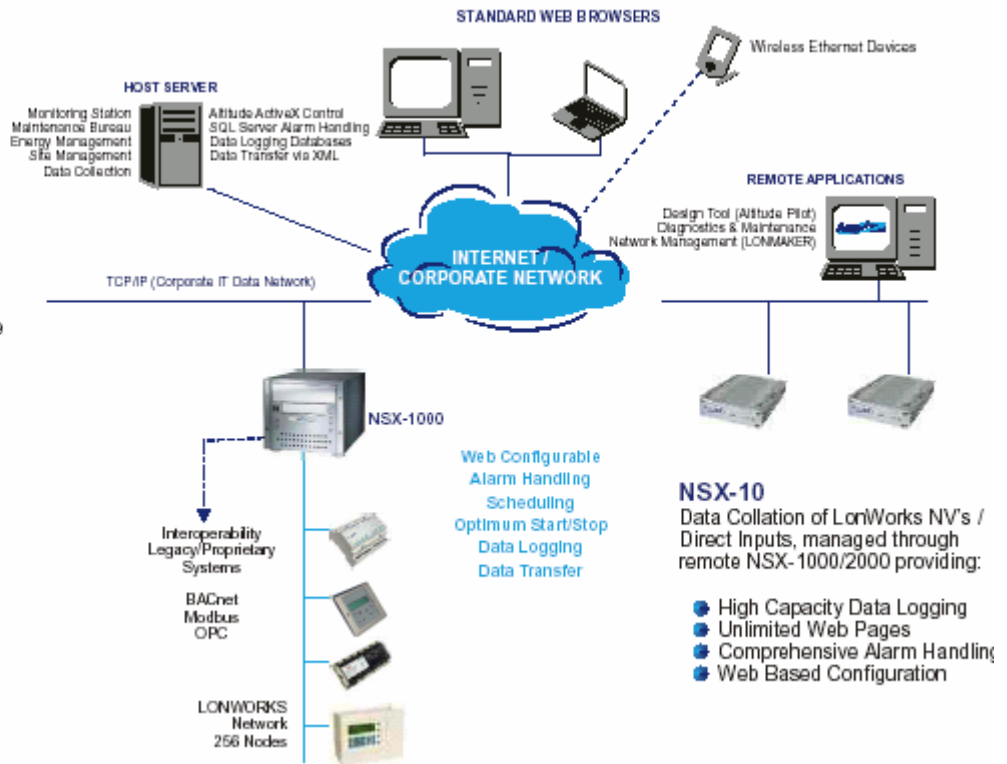 STANDARD WEB BROWSERS
Wireless Ethernet Devices
HOST SERVER
Monitoring Station
Maintenance Bureau
Energy Management
Site Management
Data Collection
Altitude ActiveX Control
SQL Server Alarm Handling
Data Logging Databases
Data Transfer via XML
REMOTE APPLICATIONS
Design Tool (Altitude Pilot)
Diagnostics & Maintenance
Network Management (LONMAKER)
INTERNET /
CORPORATE NETWORK
TCP/IP (Corporate IT Data Network)
NSX-1000
Interoperability
Legacy/Proprietary
Systems
BACnet
Modbus
OPC
LONWORKS
Network
256 Nodes
Web Configurable
Alarm Handling
Scheduling
Optimum Start/Stop
Data Logging
Data Transfer
NSX-10
Data Collation of LonWorks NV's /
Direct Inputs, managed through
remote NSX-1000/2000 providing:
High Capacity Data Logging
Unlimited Web Pages
Comprehensive Alarm Handling
Web Based Configuration